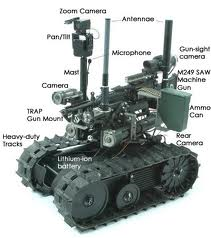 Zoom Camera
Antennae
Pan/Tilt
Microphone
Gun-sight
camera
Mast
M249 SAW
Machine
Gun
Camera
TRAP
Gun Mount
Ammo
Can
Heavy-duty
Tracks
Rear
Camera
Lithium-Ion
battery